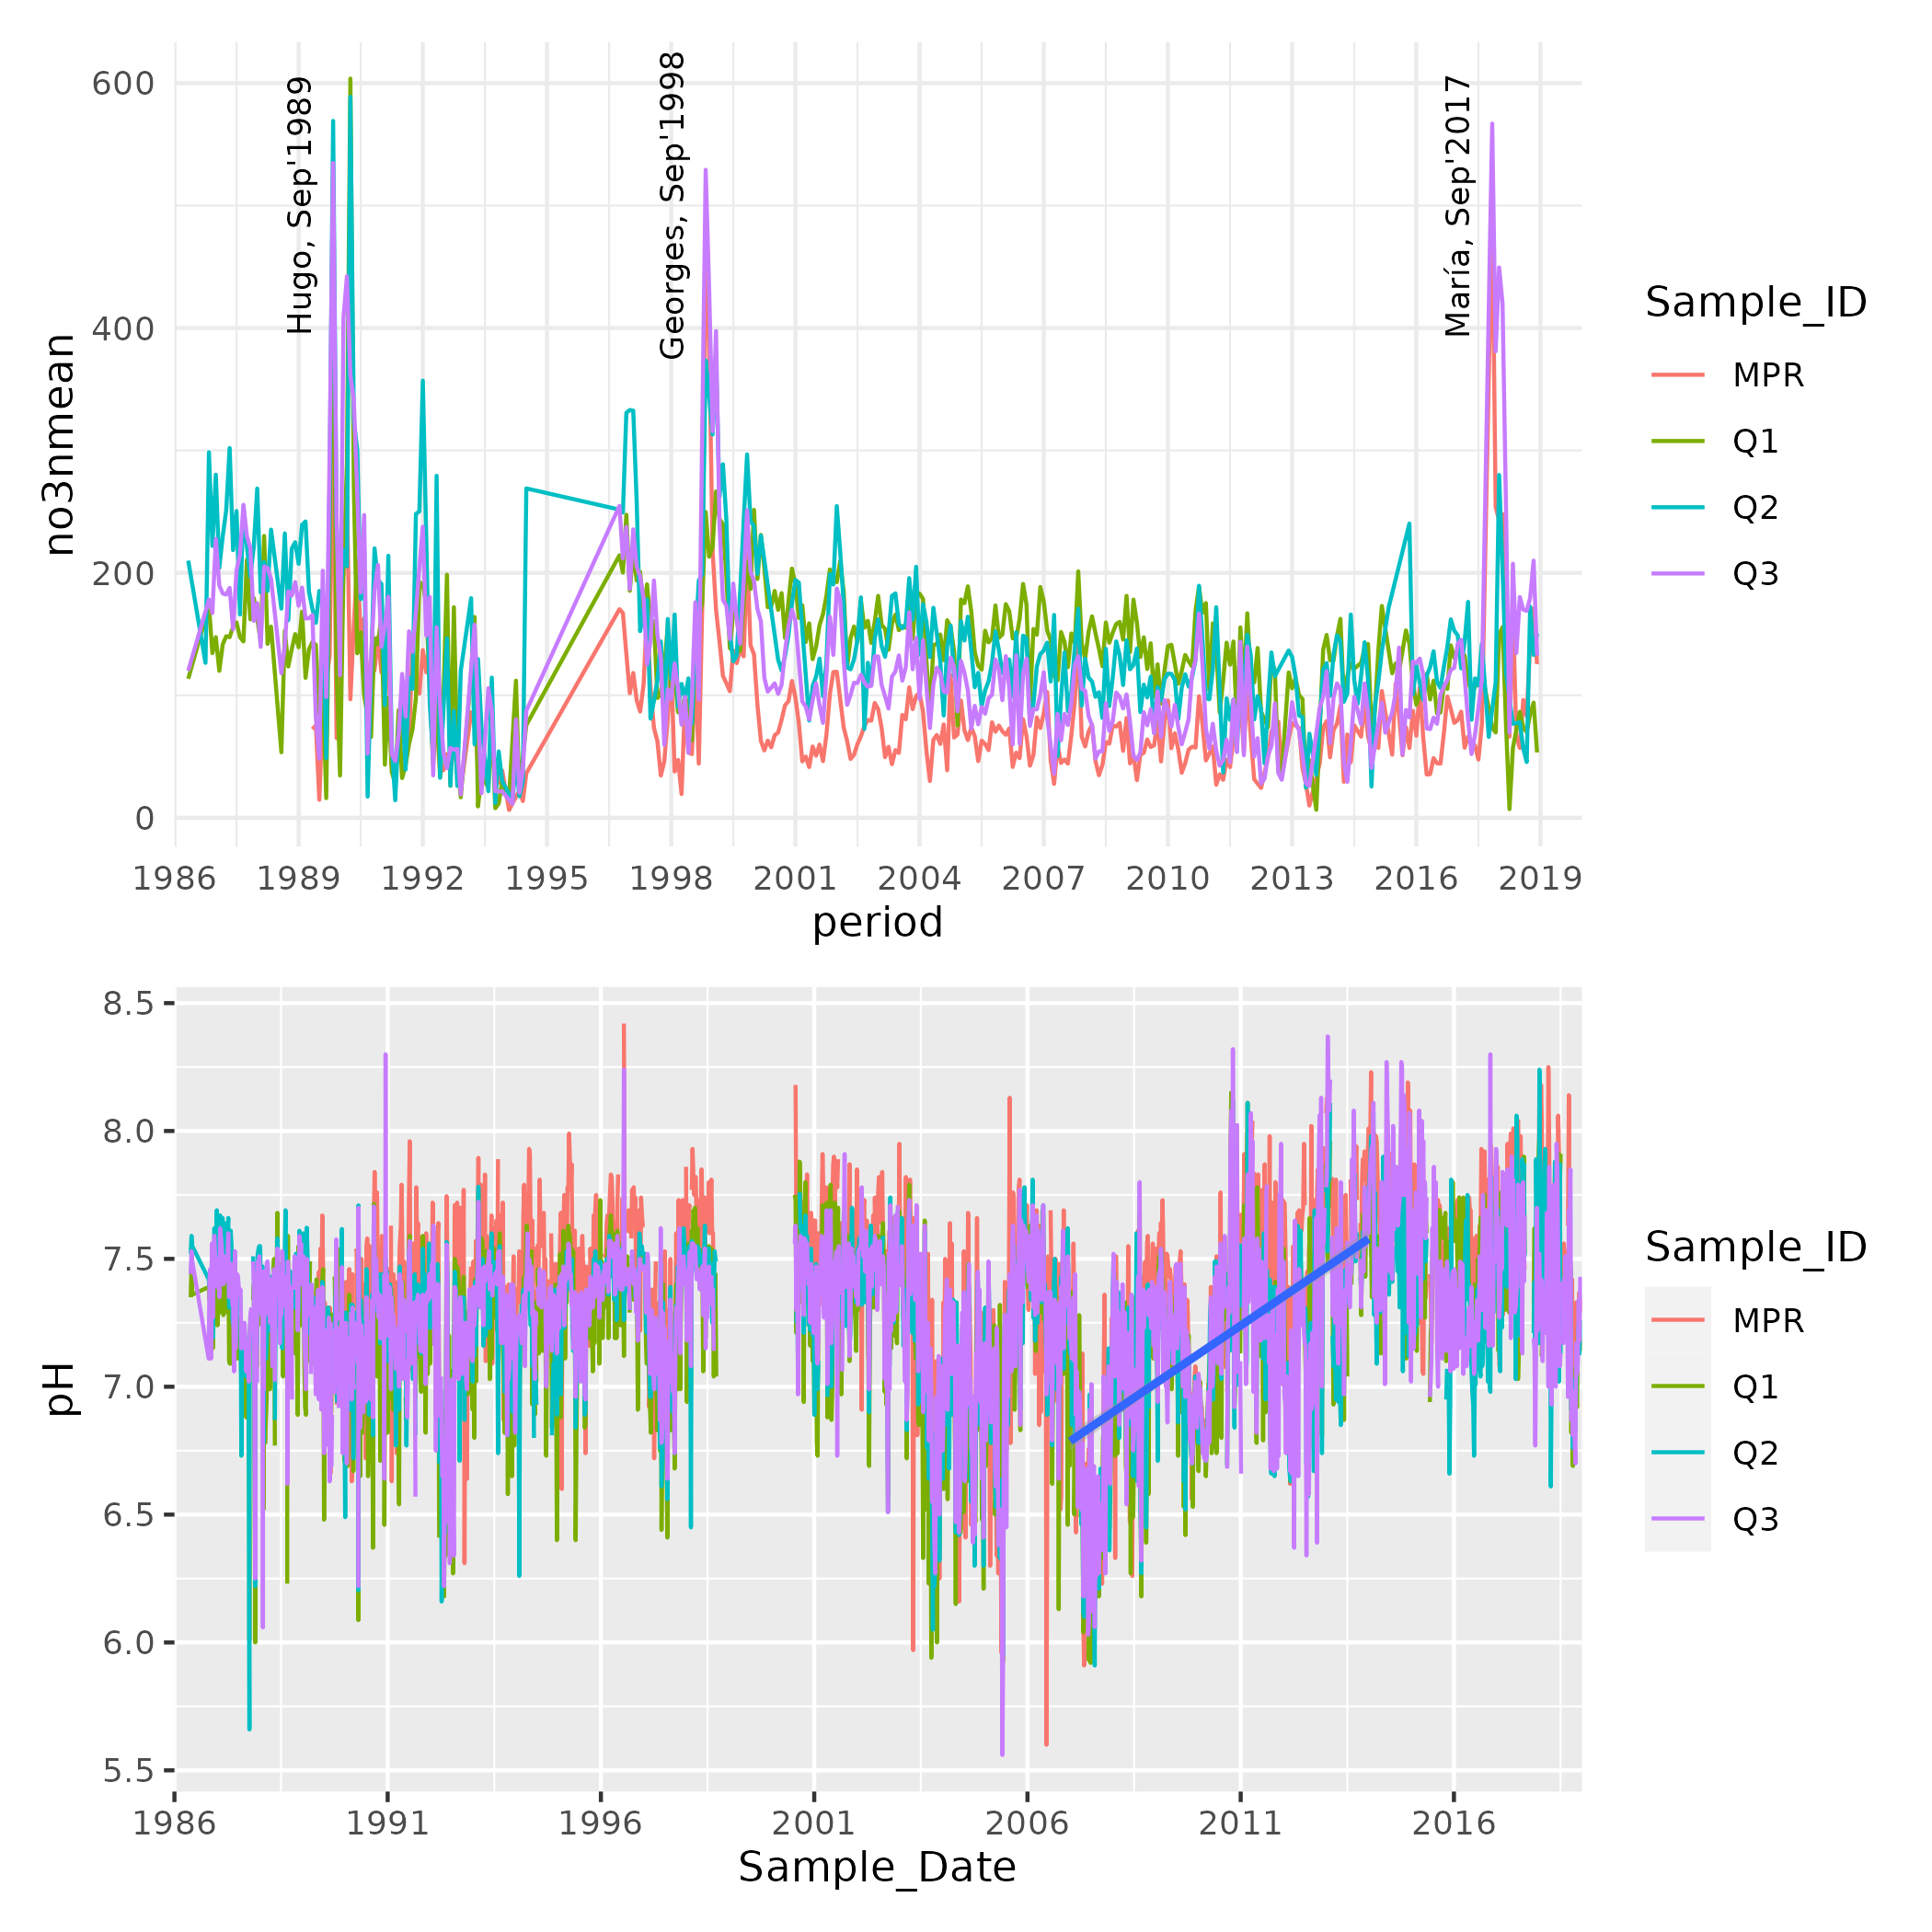 600
400
200
0
no3nmean
Hugo, Sep'1989
Georges, Sep'1998
María, Sep'2017
1986 1989 1992 1995 1998 2001 2004 2007 2010 2013 2016 2019
period
Sample_ID
MPR
Q1
Q2
Q3
8.5
8.0
7.5
7.0
6.5
6.0
5.5
pH
1986 1991 1996 2001 2006 2011 2016
Sample_Date
Sample_ID
MPR
Q1
Q2
Q3